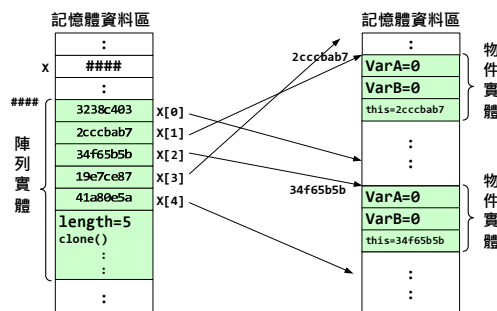 記憶體資料區
:
x
####
:
####
3238c403
X[0]
2cccbab7
X[1]
34f65b5b
X[2]
19e7ce87
X[3]
41a80e5a
X[4]
陣列實體
length=5
clone()
:
:
:
記憶體資料區
:
2cccbab7
VarA=0
VarB=0
this=2cccbab7
物件實體
:
:
34f65b5b
VarA=0
VarB=0
this=34f65b5b
物件實體
:
: